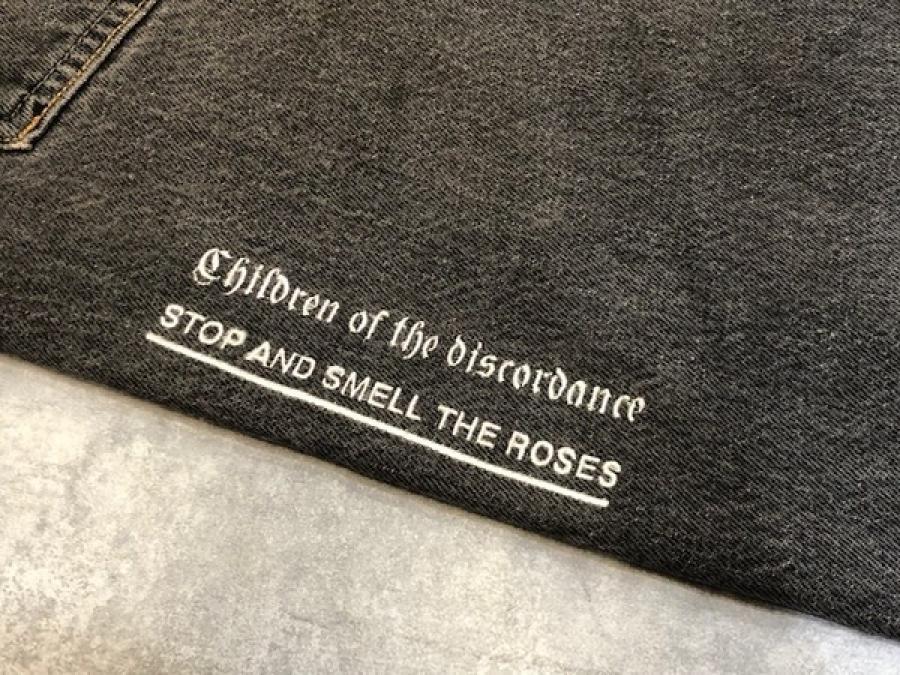 Children of the discordance
STOP AND SMELL THE ROSES